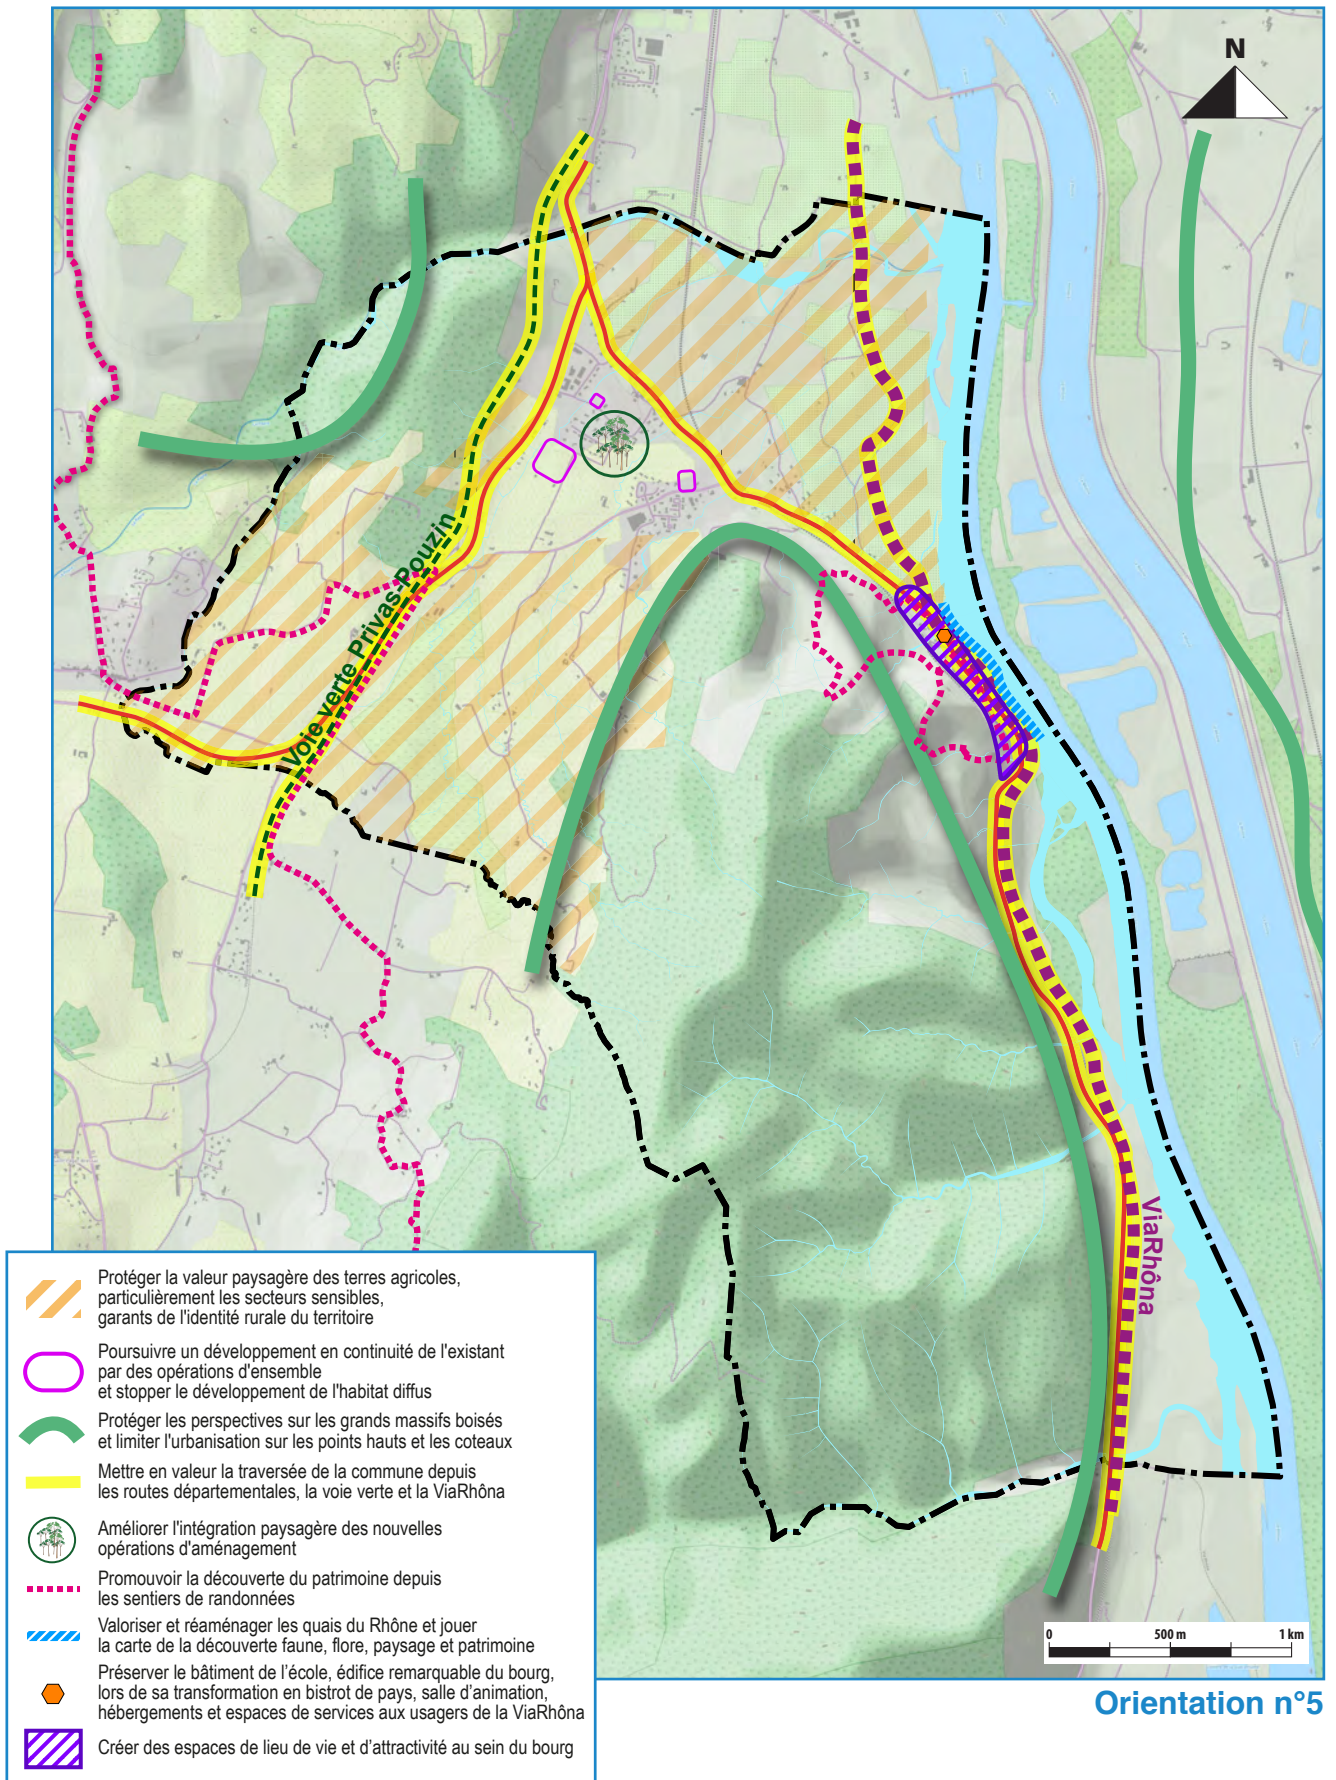 N
Voie verte Privas-Pouzin
ViaRhôna
Protéger la valeur paysagère des terres agricoles,
particulièrement les secteurs sensibles,
garants de l'identité rurale du territoire
Poursuivre un développement en continuité de l'existant
par des opérations d'ensemble
et stopper le développement de l'habitat diffus
Protéger les perspectives sur les grands massifs boisés
et limiter l'urbanisation sur les points hauts et les coteaux
Mettre en valeur la traversée de la commune depuis
les routes départementales, la voie verte et la ViaRhôna
Améliorer l'intégration paysagère des nouvelles
opérations d'aménagement
Promouvoir la découverte du patrimoine depuis
les sentiers de randonnées
Valoriser et réaménager les quais du Rhône et jouer
la carte de la découverte faune, flore, paysage et patrimoine
Préserver le bâtiment de l’école, édifice remarquable du bourg,
lors de sa transformation en bistrot de pays, salle d’animation,
hébergements et espaces de services aux usagers de la ViaRhôna
Créer des espaces de lieu de vie et d’attractivité au sein du bourg
0 500 m 1 km
Orientation n°5